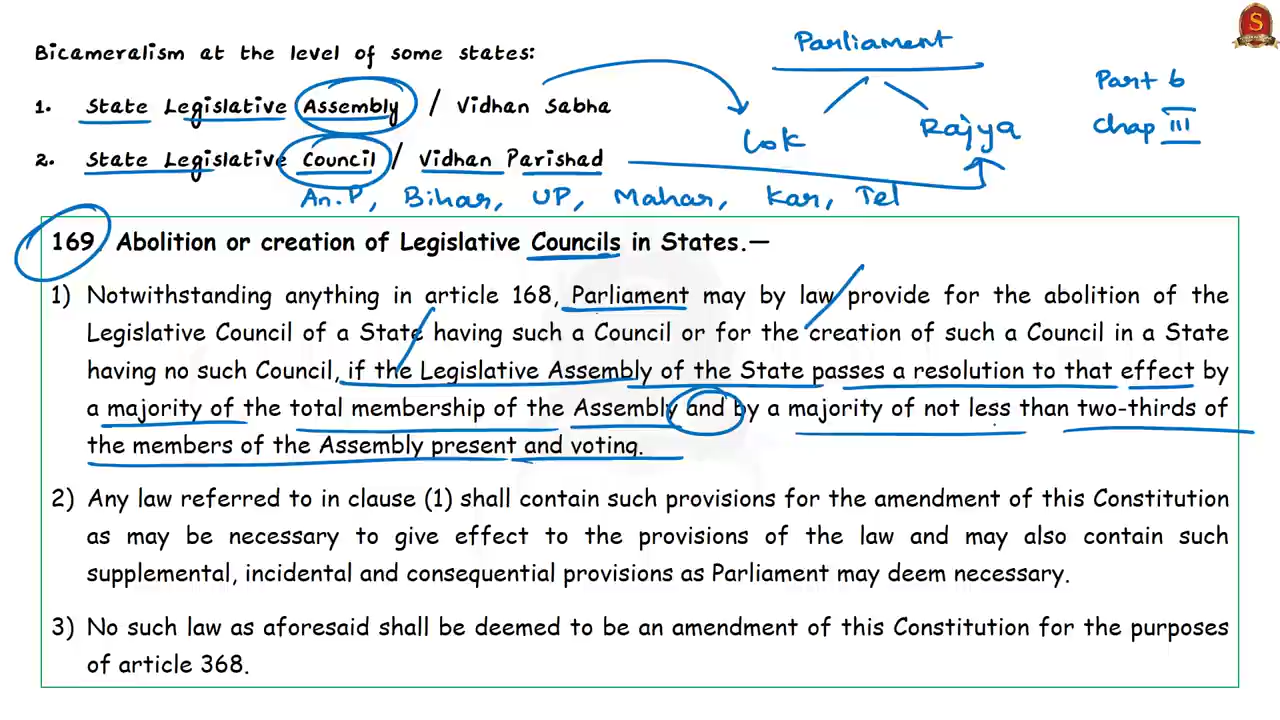 Parliament
Bicameralism at the level of some states:
Part 6
1. State Legislative Assembly / Vidhan Sabha
Lok
Rajya
Chap III
2. State Legislative Council / Vidhan Parishad
An.P, Bihar, UP, Mahar, Kar, Tel
169. Abolition or creation of Legislative Councils in States.—
1) Notwithstanding anything in article 168, Parliament may by law provide for the abolition of the
Legislative Council of a State having such a Council or for the creation of such a Council in a State
having no such Council, if the Legislative Assembly of the State passes a resolution to that effect by
a majority of the total membership of the Assembly and by a majority of not less than two-thirds of
the members of the Assembly present and voting.
2) Any law referred to in clause (1) shall contain such provisions for the amendment of this Constitution
as may be necessary to give effect to the provisions of the law and may also contain such
supplemental, incidental and consequential provisions as Parliament may deem necessary.
3) No such law as aforesaid shall be deemed to be an amendment of this Constitution for the purposes
of article 368.